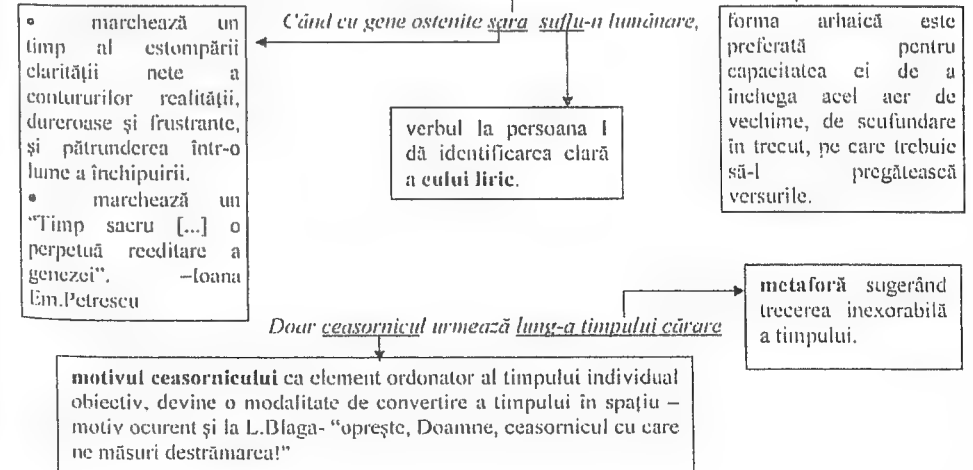 • marchează un
timp al estompării
clarității nete a
contururilor realității,
dureroase și frustrante,
și pătrunderea într-o
lume a închipuirii.
• marchează un
“Timp sacru [...] o
perpetuă reeditare a
genezei”. –Ioana
Em.Petrescu
Când cu gene ostenite sara suflu-n lumânare,
verbul la persoana I
dă identificarea clară
a eului liric.
forma arhaică este
preferată pentru
capacitatea ei de a
închega acel aer de
vechime, de scufundare
în trecut, pe care trebuie
să-l pregătească
versurile.
Doar ceasornicul urmează lung-a timpului cărare
metaforă sugerând
trecerea inexorabilă
a timpului.
motivul ceasornicului ca element ordonator al timpului individual
obiectiv, devine o modalitate de convertire a timpului în spațiu –
motiv ocurent și la L.Blaga- “oprește, Doamne, ceasornicul cu care
ne măsuri destrămarea!”